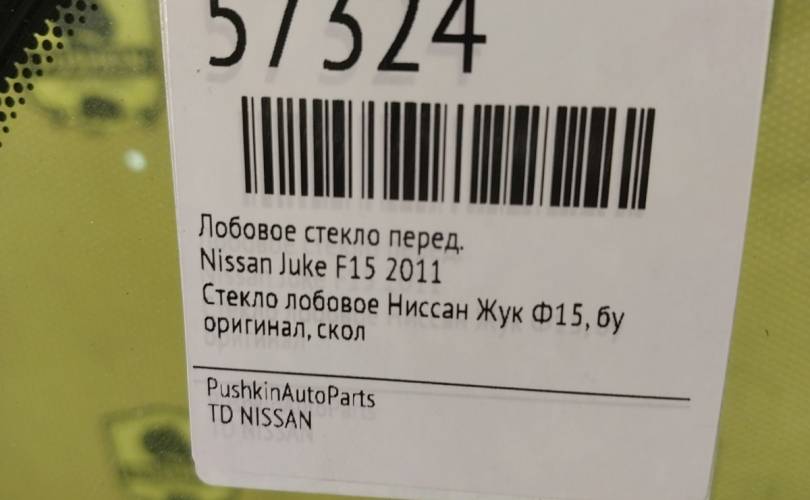 57324
Лобовое стекло перед.
Nissan Juke F15 2011
Стекло лобовое Ниссан Жук Ф15, бу
оригинал, скол
PushkinAutoParts
TD NISSAN